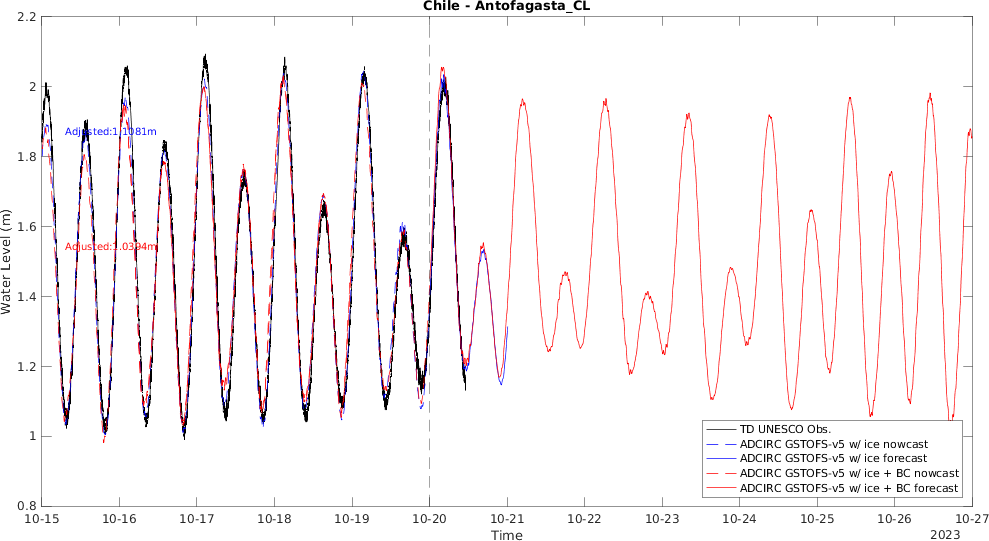 Chile - Antofagasta_CL
2.2
2
1.8
1.6
1.4
1.2
1
0.8
Water Level (m)
Adjusted:1.1081m
Adjusted:1.0394m
TD UNESCO Obs.
ADCIRC GSTOFS-v5 w/ ice nowcast
ADCIRC GSTOFS-v5 w/ ice forecast
ADCIRC GSTOFS-v5 w/ ice + BC nowcast
ADCIRC GSTOFS-v5 w/ ice + BC forecast
10-15 10-16 10-17 10-18 10-19 10-20 10-21 10-22 10-23 10-24 10-25 10-26 10-27
Time
2023